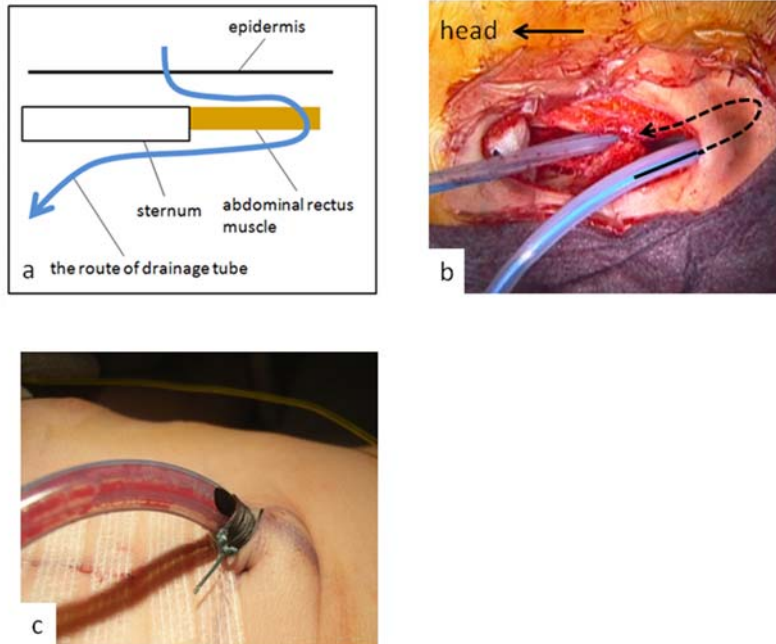 epidermis
sternum
abdominal rectus
muscle
the route of drainage tube
a
head
b
c